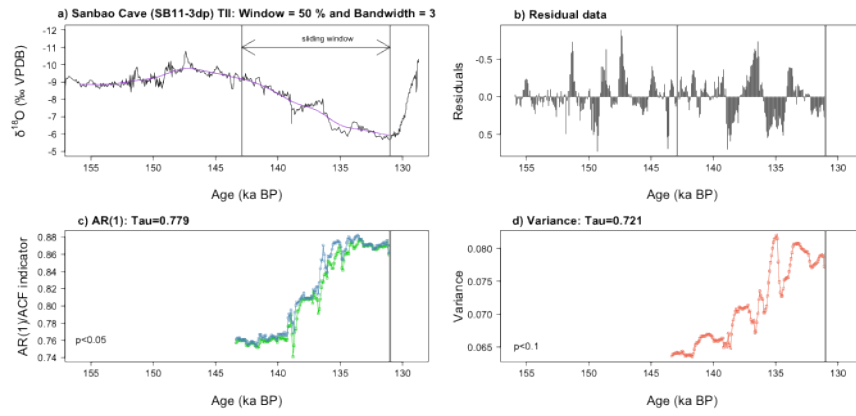 a) Sanbao Cave (SB11-3dp) TII: Window = 50 % and Bandwidth = 3
sliding window
δ18O (‰ VPDB)
-12
-11
-10
-9
-8
-7
-6
-5
155 150 145 140 135 130
Age (ka BP)
b) Residual data
Residuals
-0.5
0.0
0.5
155 150 145 140 135 130
Age (ka BP)
c) AR(1): Tau=0.779
AR(1)/ACF indicator
0.88
0.86
0.84
0.82
0.80
0.78
0.76
0.74
p<0.05
155 150 145 140 135 130
Age (ka BP)
d) Variance: Tau=0.721
Variance
0.080
0.075
0.070
0.065
p<0.1
155 150 145 140 135 130
Age (ka BP)